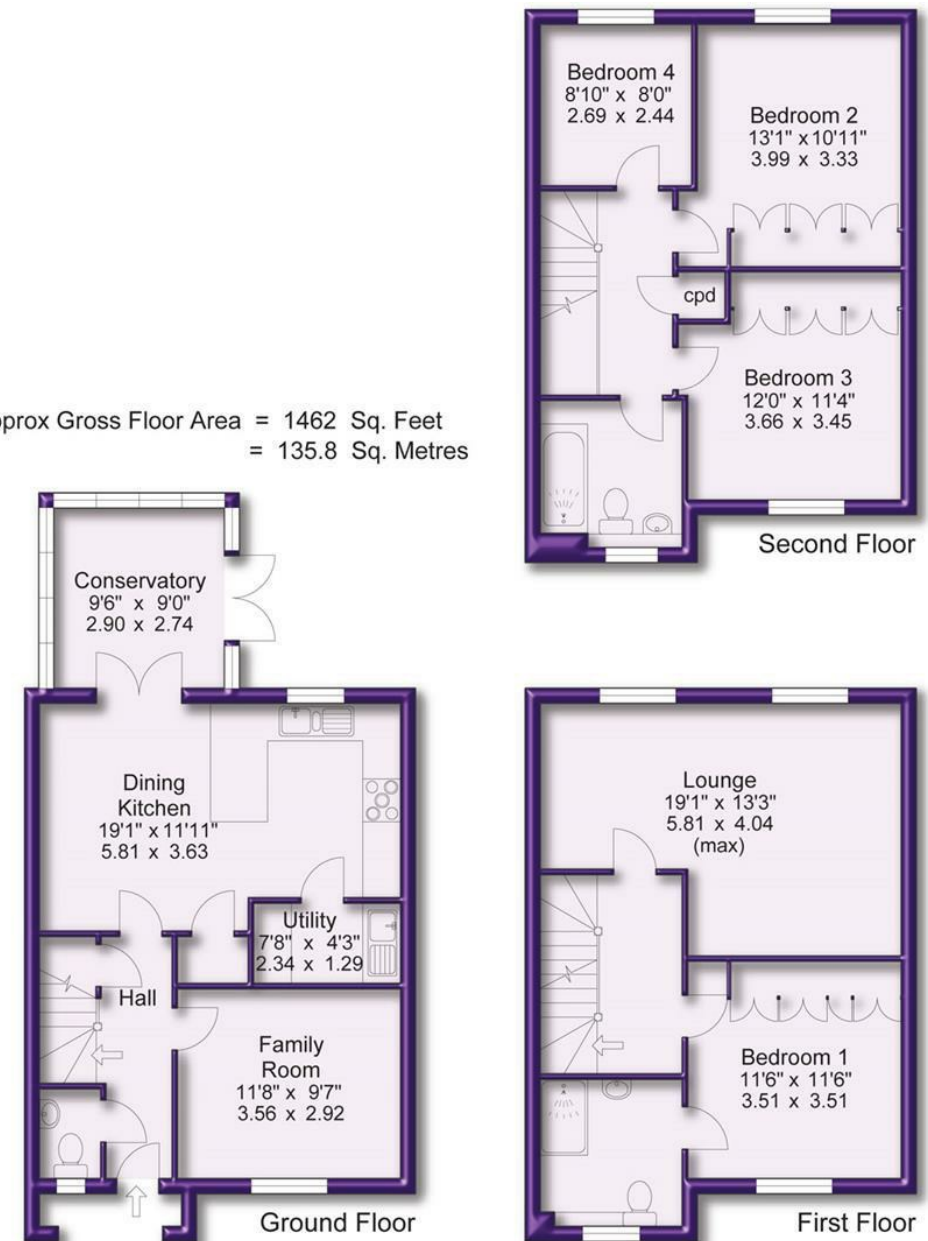 Bedroom 4
8'10" x 8'0"
2.69 x 2.44
Bedroom 2
13'1" x 10'11"
3.99 x 3.33
cpd
Bedroom 3
12'0" x 11'4"
3.66 x 3.45
Second Floor
Gross Floor Area = 1462 Sq. Feet
= 135.8 Sq. Metres
Conservatory
9'6" x 9'0"
2.90 x 2.74
Dining
Kitchen
19'1" x 11'11"
5.81 x 3.63
Utility
7'8" x 4'3"
2.34 x 1.29
Hall
Family
Room
11'8" x 9'7"
3.56 x 2.92
Ground Floor
Lounge
19'1" x 13'3"
5.81 x 4.04
(max)
Bedroom 1
11'6" x 11'6"
3.51 x 3.51
First Floor